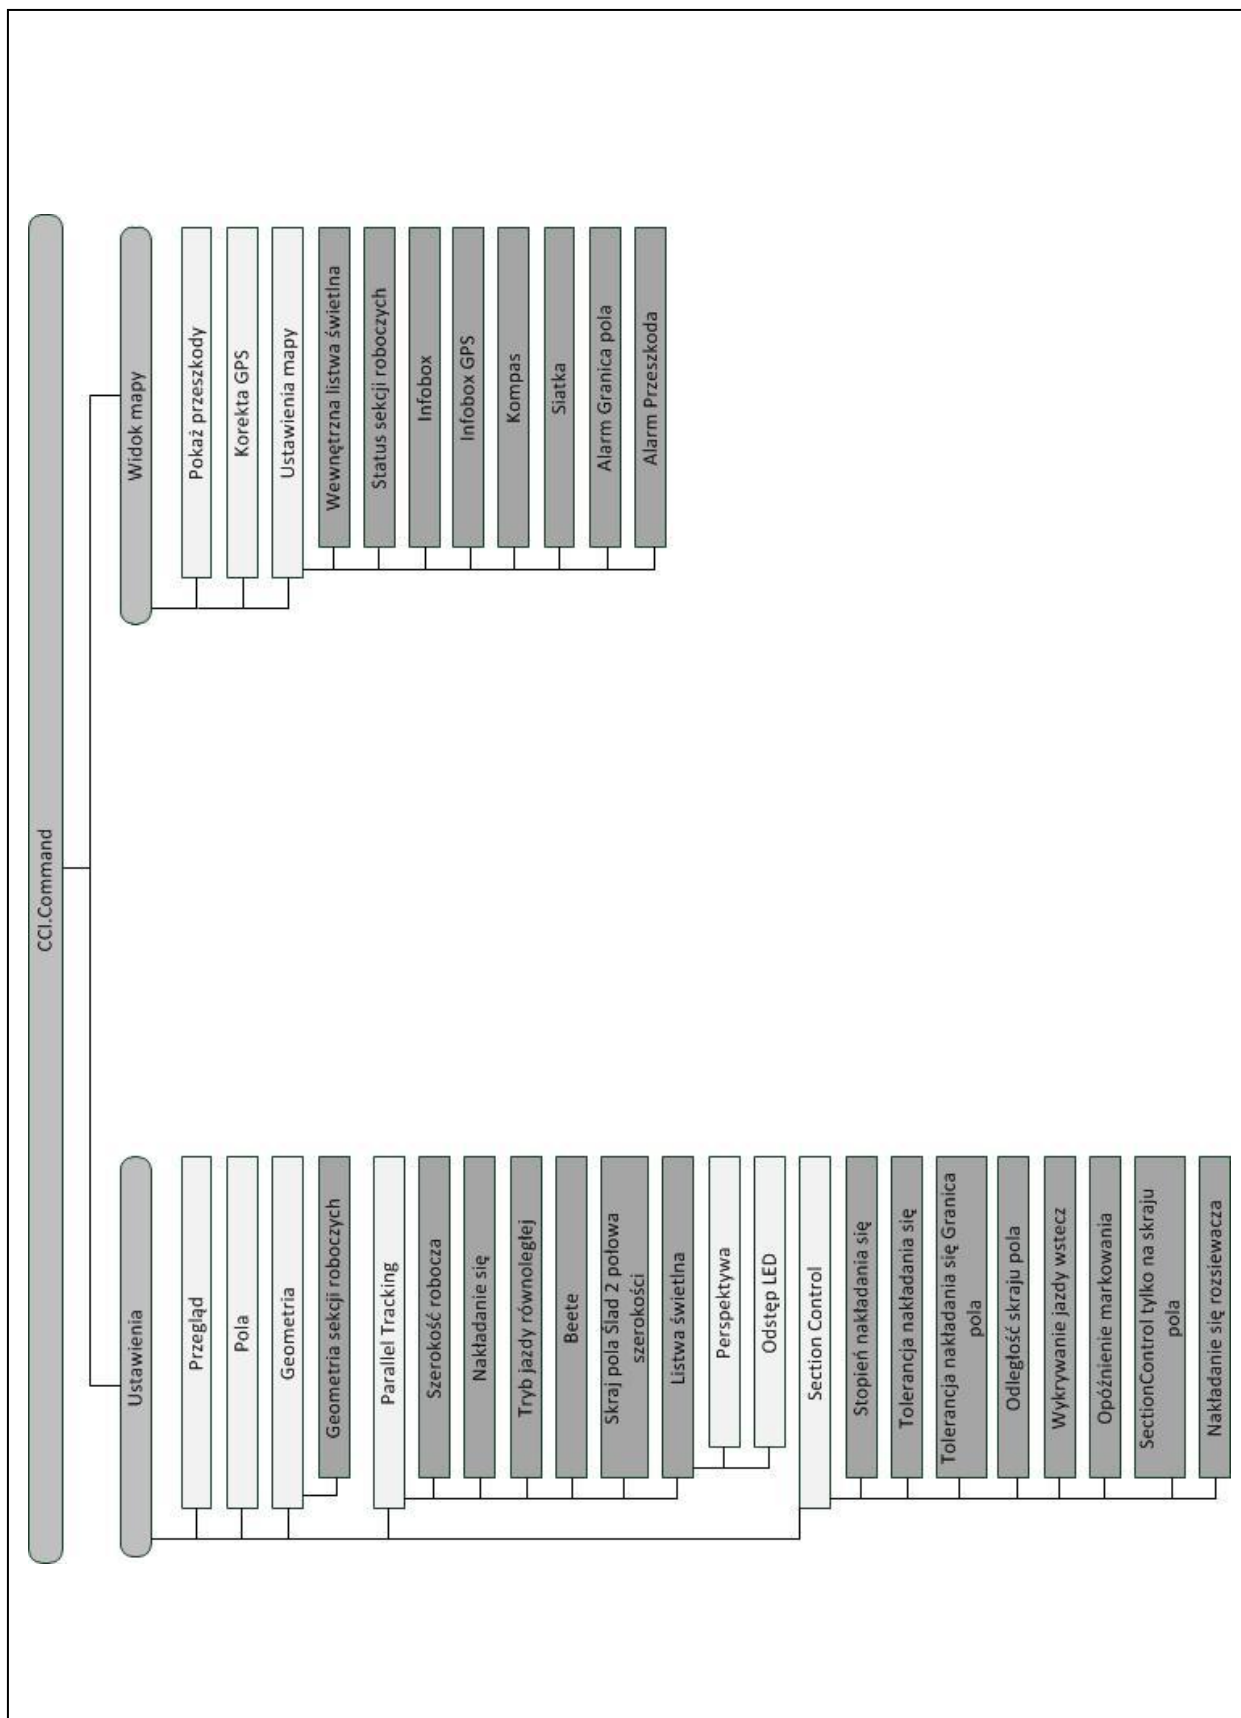 CCI.Command
Ustawienia
Przegląd
Pola
Geometria
Geometria sekcji roboczych
Parallel Tracking
Szerokość robocza
Nakładanie się
Tryb jazdy równoległej
Beete
Skraj pola Ślad 2 połowa
szerokości
Listwa świetlna
Perspektywa
Odstęp LED
Section Control
Stopień nakładania się
Tolerancja nakładania się
Tolerancja nakładania się Granica
pola
Odległość skraju pola
Wykrywanie jazdy wstecz
Opóźnienie markowania
SectionControl tylko na skraju
pola
Nakładanie się rozsiewacza
Widok mapy
Pokaż przeszkody
Korekta GPS
Ustawienia mapy
Wewnętrzna listwa świetlna
Status sekcji roboczych
Infobox
Infobox GPS
Kompas
Siatka
Alarm Granica pola
Alarm Przeszkoda